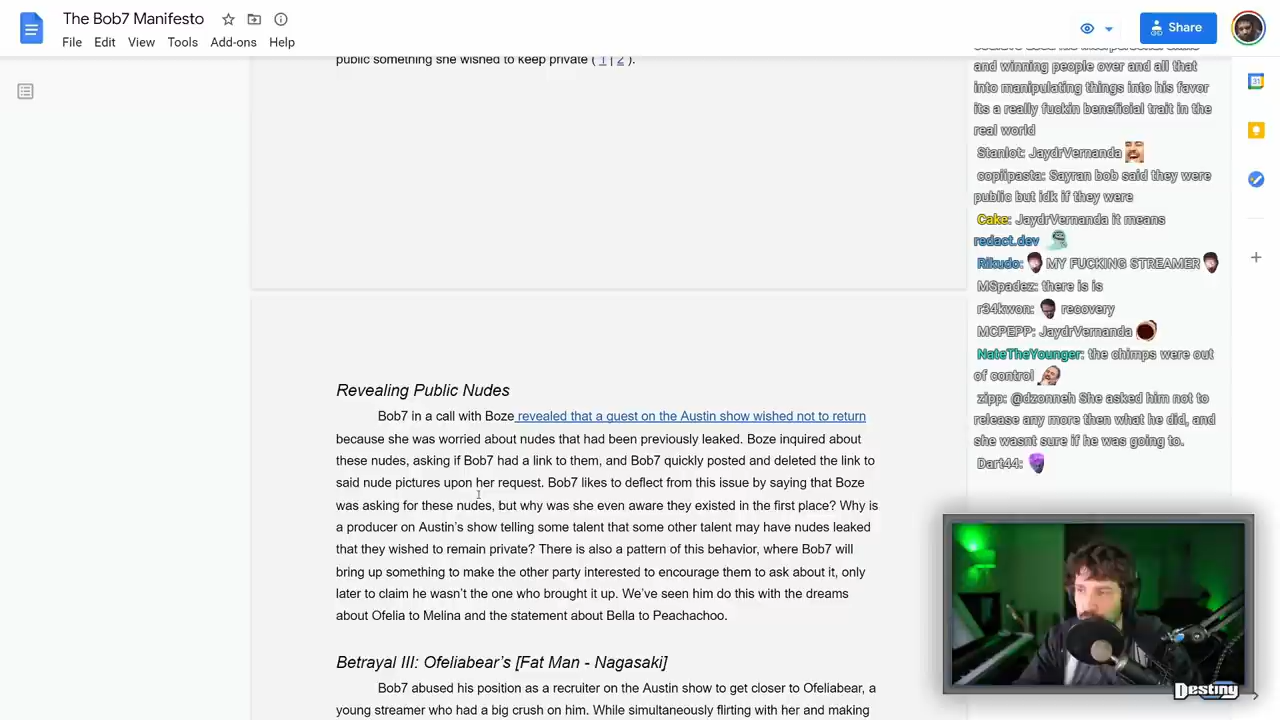 The Bob7 Manifesto
File Edit View Tools Add-ons Help
Share
public something she wished to keep private ( 1 | 2 ).
Revealing Public Nudes
Bob7 in a call with Boze revealed that a guest on the Austin show wished not to return
because she was worried about nudes that had been previously leaked. Boze inquired about
these nudes, asking if Bob7 had a link to them, and Bob7 quickly posted and deleted the link to
said nude pictures upon her request. Bob7 likes to deflect from this issue by saying that Boze
was asking for these nudes, but why was she even aware they existed in the first place? Why is
a producer on Austin's show telling some talent that some other talent may have nudes leaked
that they wished to remain private? There is also a pattern of this behavior, where Bob7 will
bring up something to make the other party interested to encourage them to ask about it, only
later to claim he wasn't the one who brought it up. We've seen him do this with the dreams
about Ofelia to Melina and the statement about Bella to Peachachoo.
Betrayal III: Ofeliabear's [Fat Man - Nagasaki]
Bob7 abused his position as a recruiter on the Austin show to get closer to Ofeliabear, a
young streamer who had a big crush on him. While simultaneously flirting with her and making
and winning people over and all that
into manipulating things into his favor
its a really fuckin beneficial trait in the
real world
Stanlot: JaydrVernanda
copiipasta: Sayran bob said they were
public but idk if they were
Cake: JaydrVernanda it means
redact.dev
Rikudo: MY FUCKING STREAMER
MSpadez: there is is
r34kwon: recovery
MCPEPP: JaydrVernanda
NateTheYounger: the chimps were out
of control
zipp: @dzonneh She asked him not to
release any more then what he did, and
she wasnt sure if he was going to.
Dart44:
31
Destiny